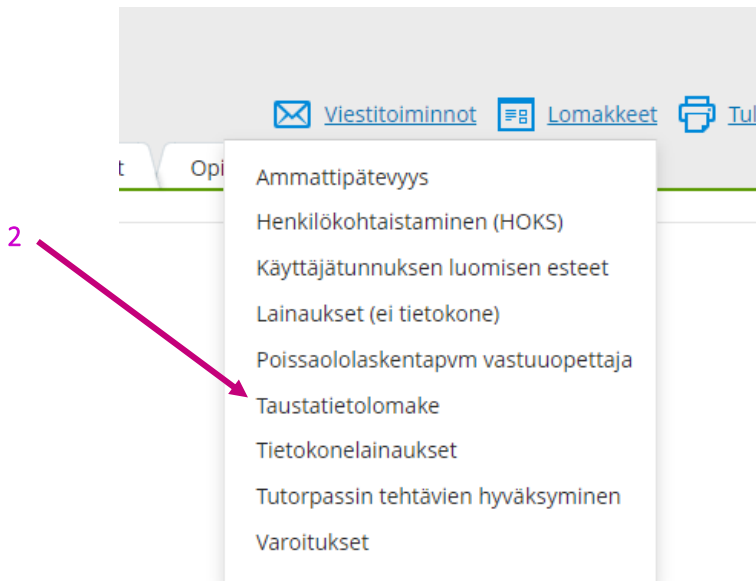 Viestitoiminnot Lomakkeet Tul
t Opi
Ammattipätevyys
Henkilökohtaistaminen (HOKS)
2
Käyttäjätunnuksen luomisen esteet
Lainaukset (ei tietokone)
Poissaololaskentapvm vastuuopettaja
Taustatietolomake
Tietokonelainaukset
Tutorpassin tehtävien hyväksyminen
Varoitukset